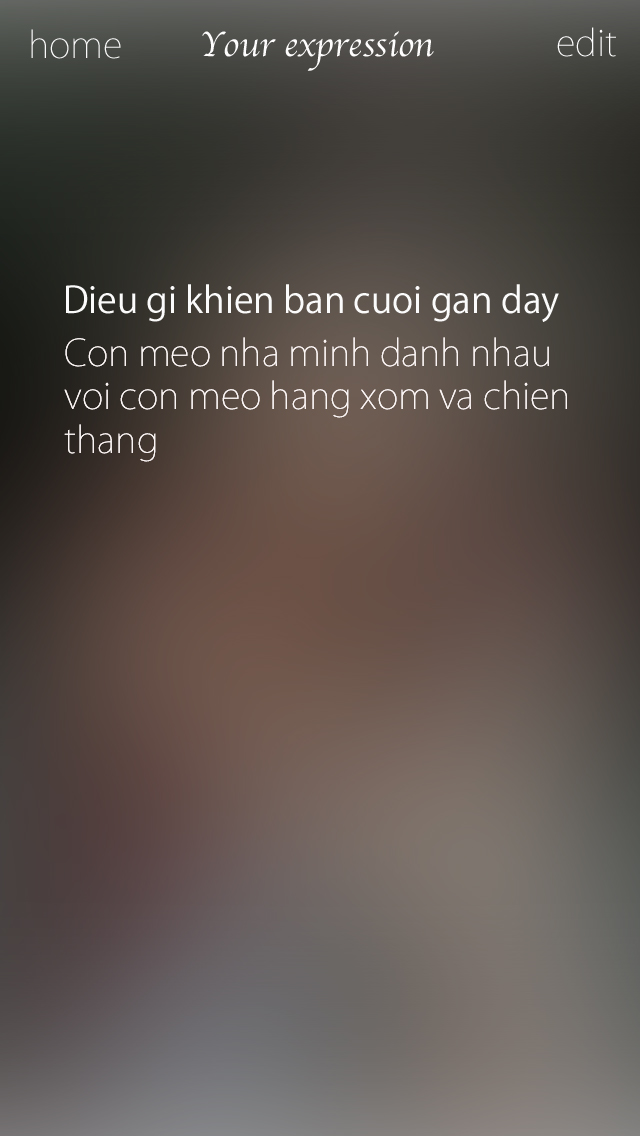 home Your expression edit
Dieu gi khien ban cuoi gan day
Con meo nha minh danh nhau
voi con meo hang xom va chien
thang